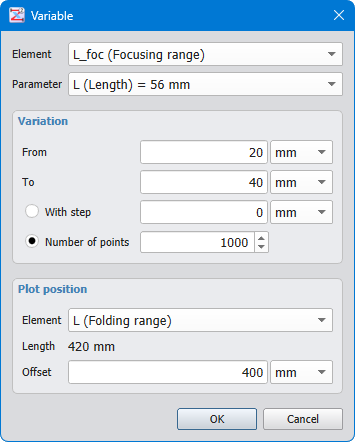 Variable
Element L_foc (Focusing range)
Parameter L (Length) = 56 mm
Variation
From 20 mm
To 40 mm
With step 0 mm
Number of points 1000
Plot position
Element L (Folding range)
Length 420 mm
Offset 400 mm
OK Cancel